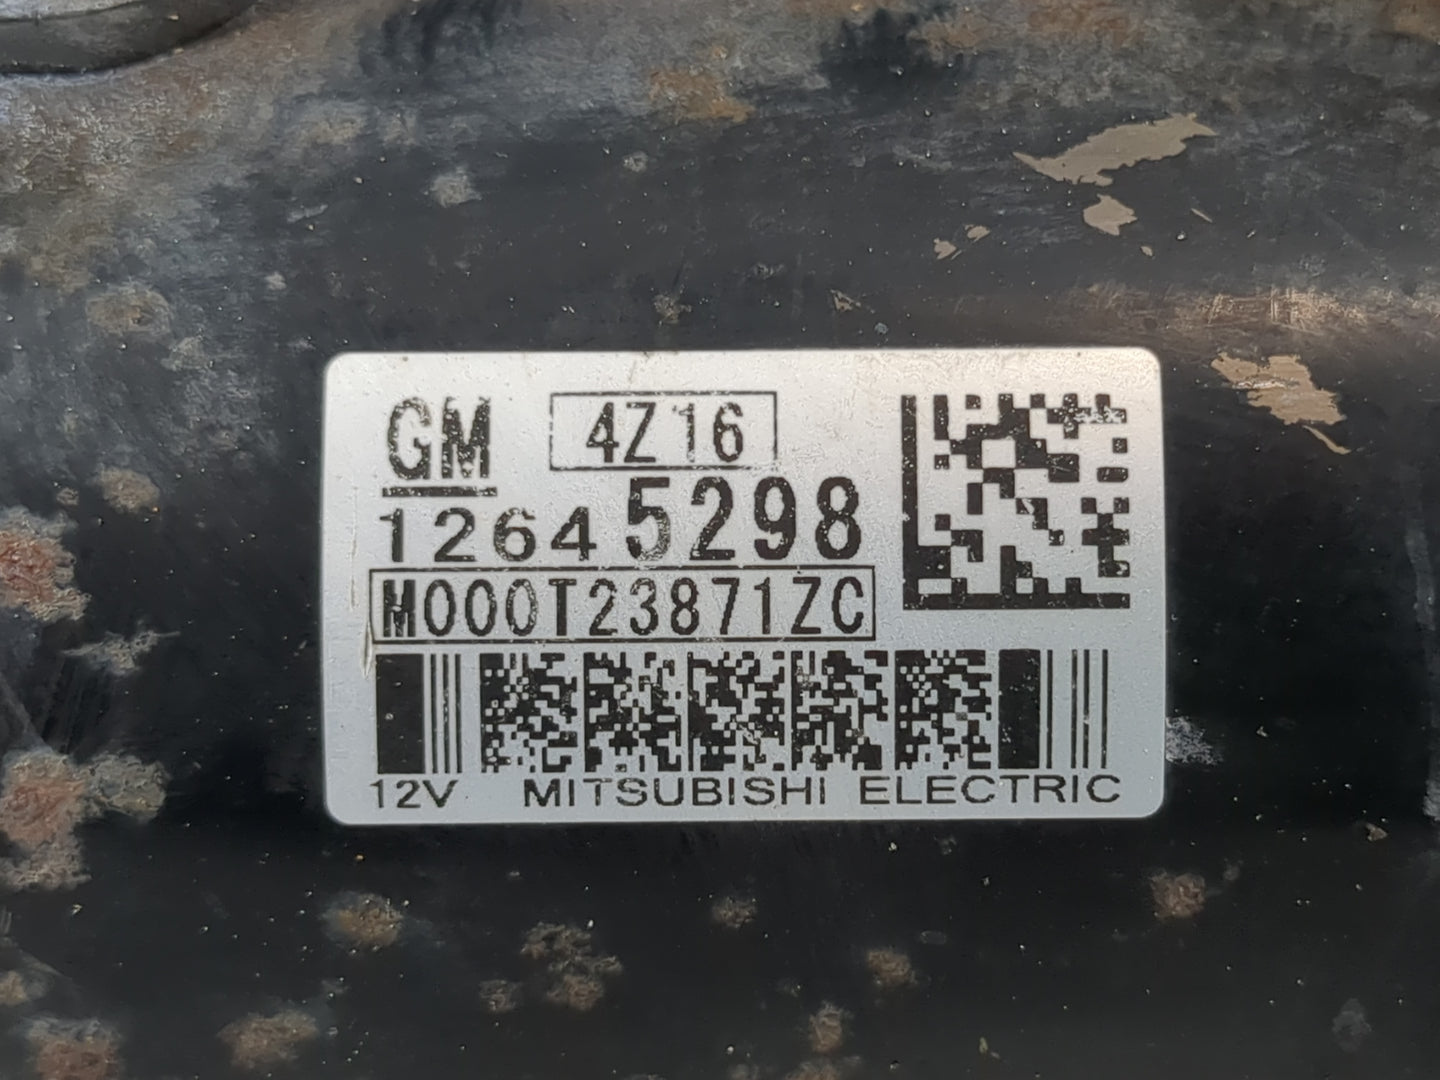 GM 4Z16
12645298
M000T23871ZC
12V MITSUBISHI ELECTRIC